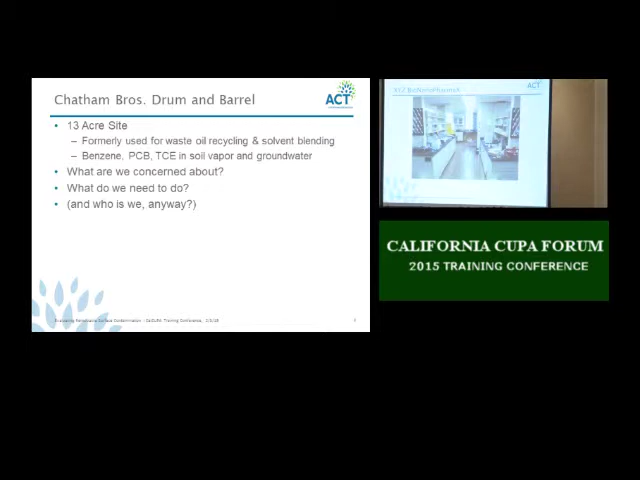 Chatham Bros. Drum and Barrel
ACT
• 13 Acre Site
– Formerly used for waste oil recycling & solvent blending
– Benzene. PCB, TCE in soil vapor and groundwater
• What are we concerned about?
• What do we need to do?
• (and who is we, anyway?)
XYZ
ACT
CALIFORNIA CUPA FORUM
2015 TRAINING CONFERENCE